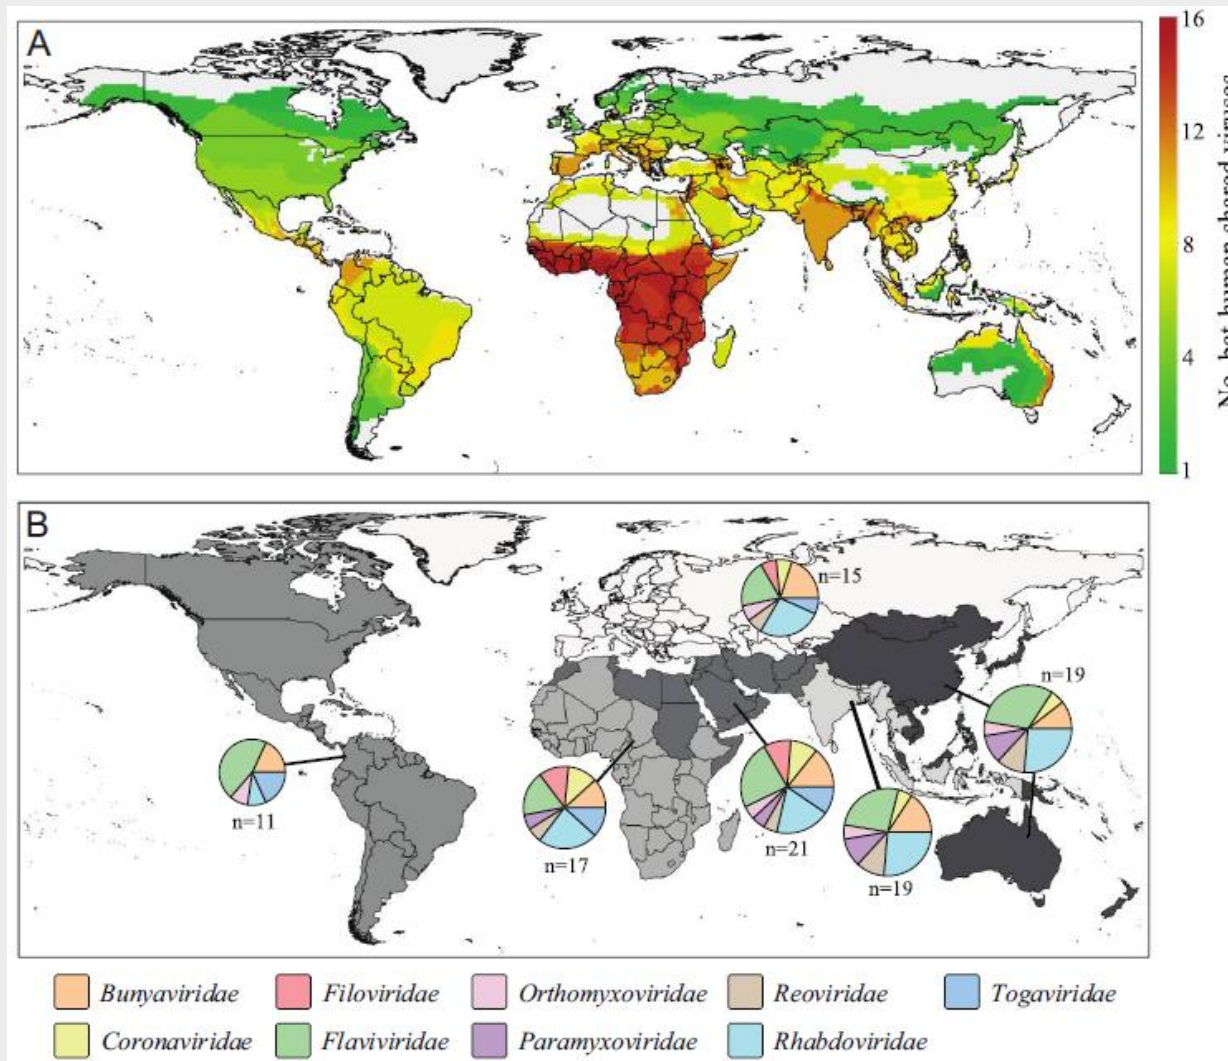 A
16
12
8
4
1
No. bat-human shared viruses
B
n=15
n=19
n=11
n=17
n=21
n=19
Bunyaviridae
Filoviridae
Orthomyxoviridae
Reoviridae
Togaviridae
Coronaviridae
Flaviviridae
Paramyxoviridae
Rhabdoviridae